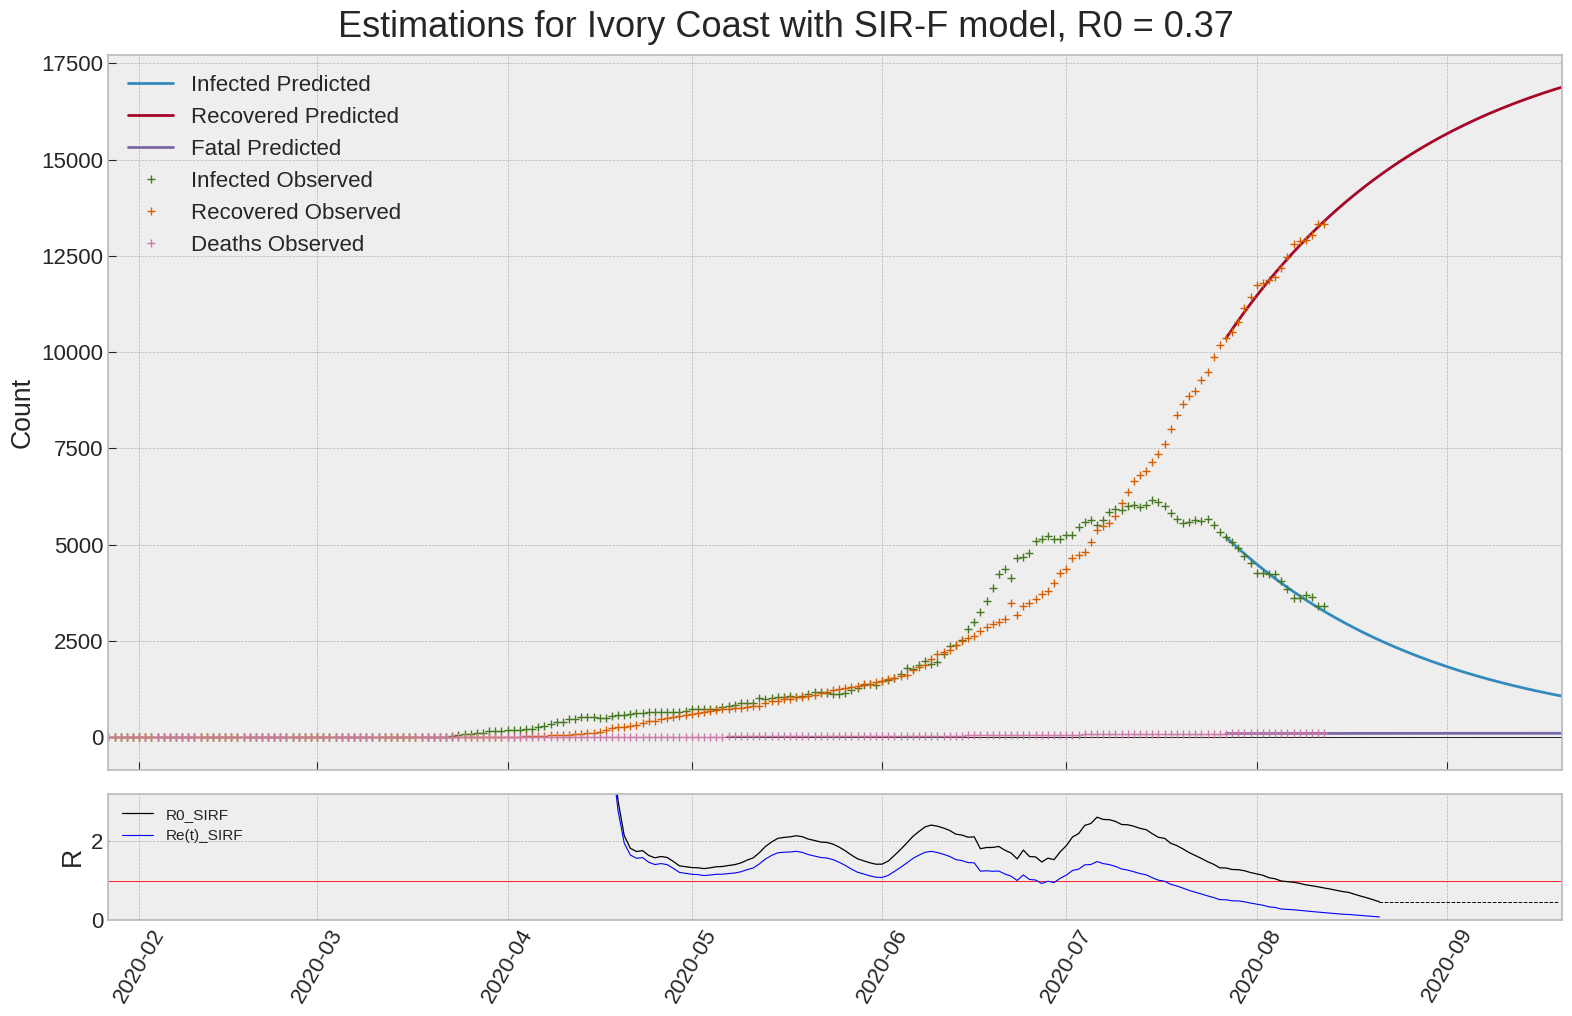 Estimations for Ivory Coast with SIR-F model, R0 = 0.37
17500
15000
12500
10000
7500
5000
2500
0
Count
Infected Predicted
Recovered Predicted
Fatal Predicted
Infected Observed
Recovered Observed
Deaths Observed
2
0
R
R0_SIRF
Re(t)_SIRF
2020-02
2020-03
2020-04
2020-05
2020-06
2020-07
2020-08
2020-09